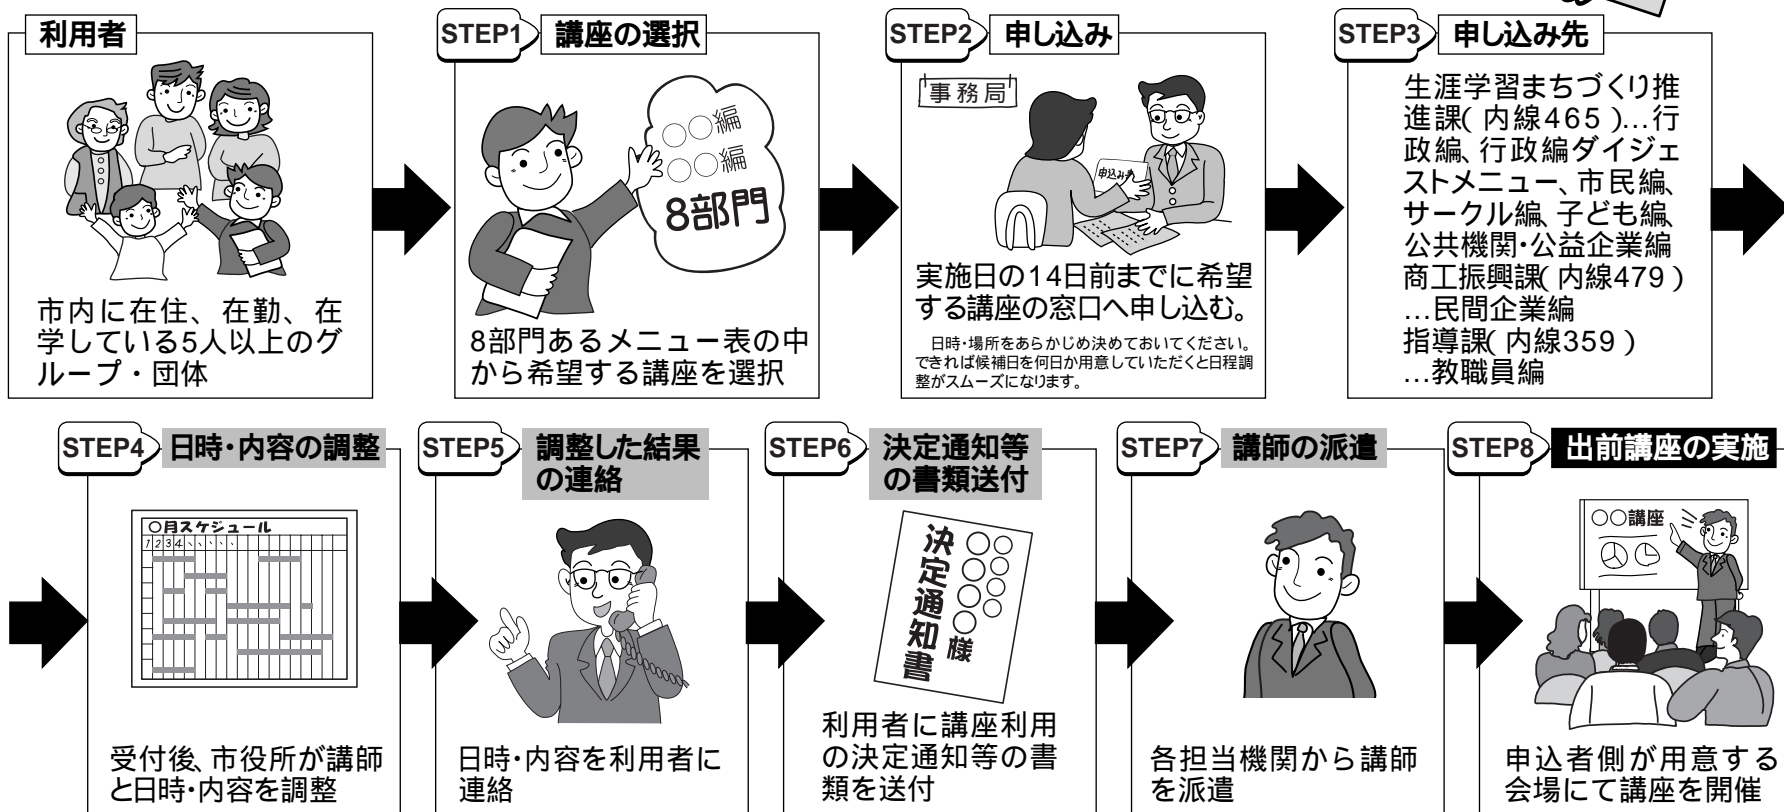 利用者
市内に在住、在勤、在
学している5人以上のグ
ループ・団体
STEP1 講座の選択
○○編
○○編
8部門
8部門あるメニュー表の中
から希望する講座を選択
STEP2 申し込み
事務局
申込み書
実施日の14日前までに希望
する講座の窓口へ申し込む。
日時・場所をあらかじめ決めておいてください。
できれば候補日を何日か用意していただくと日程調
整がスムーズになります。
STEP3 申し込み先
生涯学習まちづくり推
進課(内線465)…行
政編、行政編ダイジェ
ストメニュー、市民編、
サークル編、子ども編、
公共機関・公益企業編
商工振興課(内線479)
…民間企業編
指導課(内線359)
…教職員編
STEP4 日時・内容の調整
○月スケジュール
1 2 3 4 、、、、、
受付後、市役所が講師
と日時・内容を調整
STEP5 調整した結果
の連絡
日時・内容を利用者に
連絡
STEP6 決定通知等
の書類送付
○○○○様
決定通知書
利用者に講座利用
の決定通知等の書
類を送付
STEP7 講師の派遣
各担当機関から講師
を派遣
STEP8 出前講座の実施
○○講座
申込者側が用意する
会場にて講座を開催